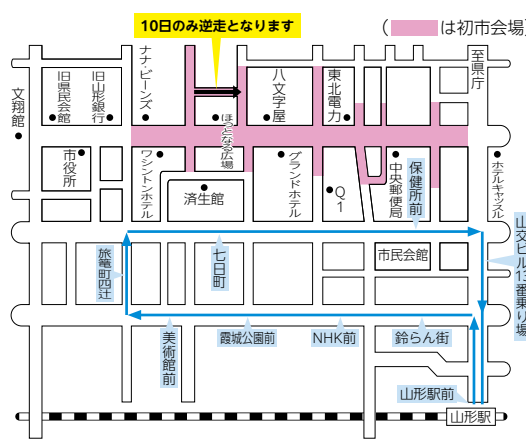 10日のみ逆走となります
(　　は初市会場)
至県庁
文翔館
旧県民会館
旧山形銀行
ナナ・ビーンズ
ほっとなる広場
八文字屋
東北電力
市役所
ワシントンホテル
済生館
グランドホテル
Q1
中央郵便局
保健所前
ホテルキャッスル
山交ビル13番乗り場
旅篭町四辻
七日町
市民会館
美術館前
霞城公園前
NHK前
鈴らん街
山形駅前
山形駅